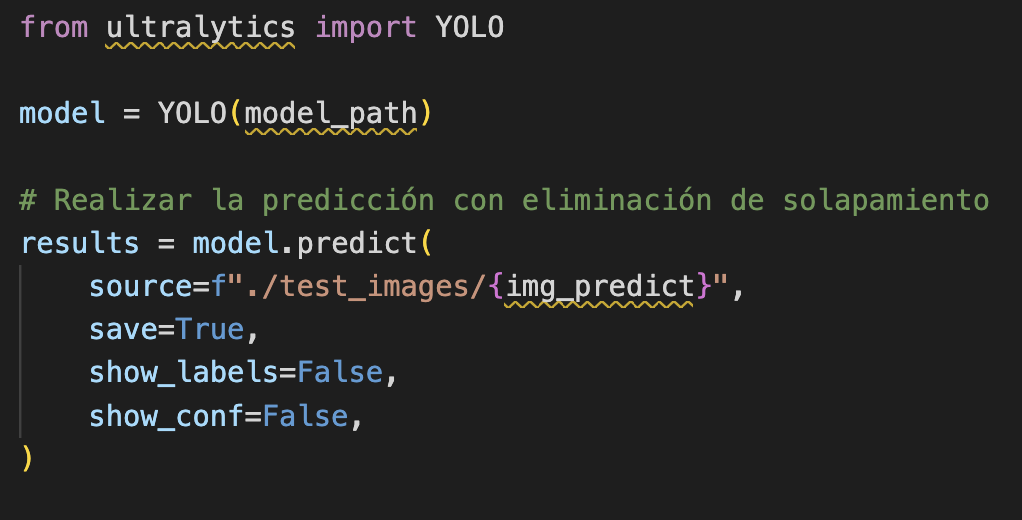 from ultralytics import YOLO
model = YOLO(model_path)
# Realizar la predicción con eliminación de solapamiento
results = model.predict(
    source=f"./test_images/{img_predict}",
    save=True,
    show_labels=False,
    show_conf=False,
)